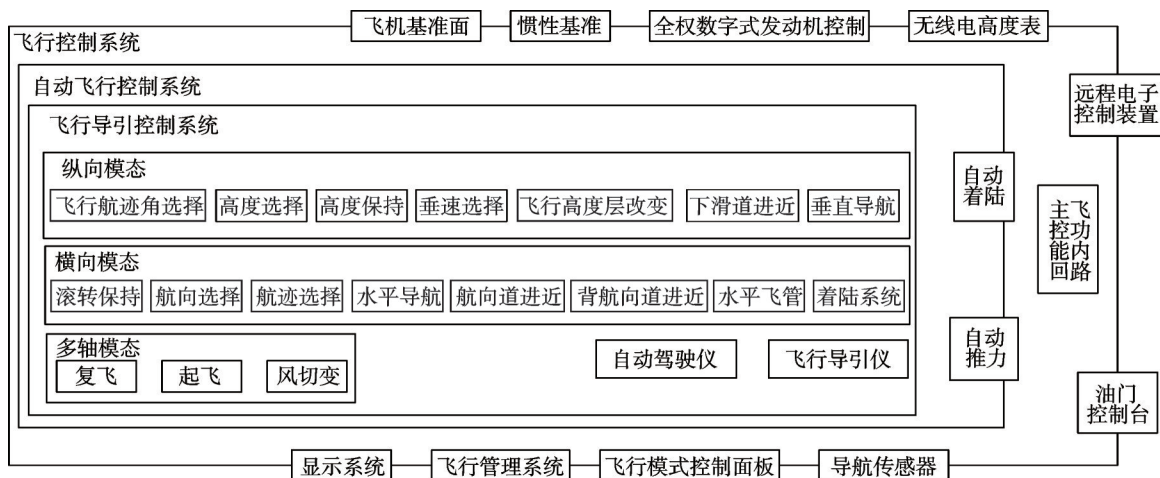 飞机基准面
惯性基准
全权数字式发动机控制
无线电高度表
飞行控制系统
自动飞行控制系统
远程电子
控制装置
飞行导引控制系统
纵向模态
飞行航迹角选择
高度选择
高度保持
垂速选择
飞行高度层改变
下滑道进近
垂直导航
自动
着陆
主飞
控功
能内
回路
横向模态
滚转保持
航向选择
航迹选择
水平导航
航向道进近
背航向道进近
水平飞管
着陆系统
多轴模态
复飞
起飞
风切变
自动驾驶仪
飞行导引仪
自动
推力
油门
控制台
显示系统
飞行管理系统
飞行模式控制面板
导航传感器